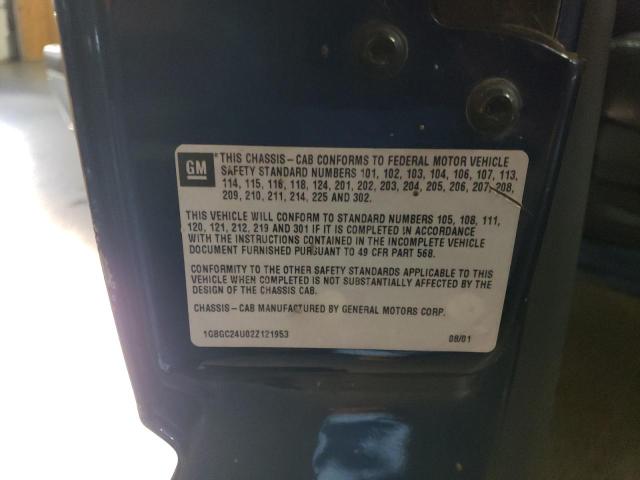 GM ® THIS CHASSIS-CAB CONFORMS TO FEDERAL MOTOR VEHICLE
SAFETY STANDARD NUMBERS 101, 102, 103, 104, 106, 107, 113,
114, 115, 116, 118, 124, 201, 202, 203, 204, 205, 206, 207, 208,
209, 210, 211, 214, 225 AND 302.
THIS VEHICLE WILL CONFORM TO STANDARD NUMBERS 105, 108, 111,
120, 121, 212, 219 AND 301 IF IT IS COMPLETED IN ACCORDANCE
WITH THE INSTRUCTIONS CONTAINED IN THE INCOMPLETE VEHICLE
DOCUMENT FURNISHED PURSUANT TO 49 CFR PART 568.
CONFORMITY TO THE OTHER SAFETY STANDARDS APPLICABLE TO THIS
VEHICLE WHEN COMPLETED IS NOT SUBSTANTIALLY AFFECTED BY THE
DESIGN OF THE CHASSIS CAB.
CHASSIS-CAB MANUFACTURED BY GENERAL MOTORS CORP.
1GBGC24U02Z121953 08/01